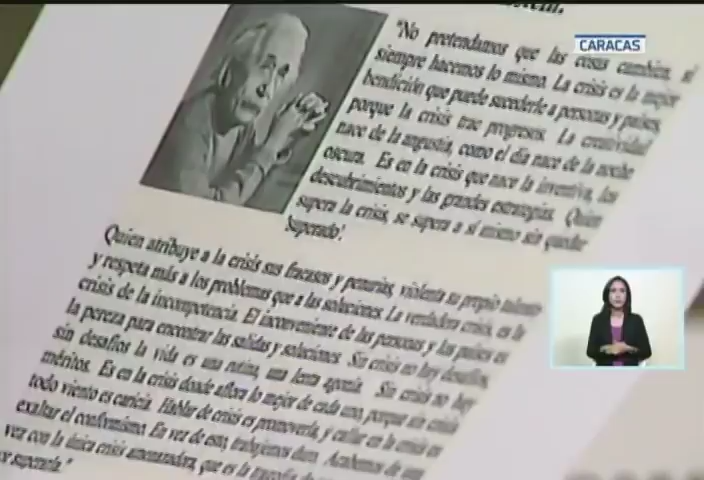 CARACAS
"No pretendamos que las cosas cambien, si
siempre hacemos lo mismo. La crisis es la mejor
bendición que puede sucederle a personas y países,
porque la crisis trae progresos. La creatividad
nace de la angustia, como el día nace de la noche
oscura. Es en la crisis que nace la inventiva, los
descubrimientos y las grandes estrategias. Quien
supera la crisis, se supera a sí mismo sin quedar
'superado'.
Quien atribuye a la crisis sus fracasos y penurias, violenta su propio talento
y respeta más a los problemas que a las soluciones. La verdadera crisis, es la
crisis de la incompetencia. El inconveniente de las personas y los países es
la pereza para encontrar las salidas y soluciones. Sin crisis no hay desafíos,
sin desafíos la vida es una rutina, una lenta agonía. Sin crisis no hay
méritos. Es en la crisis donde aflora lo mejor de cada uno, porque sin crisis
todo viento es caricia. Hablar de crisis es promoverla, y callar en la crisis es
exaltar el conformismo. En vez de esto, trabajemos duro. Acabemos de una
vez con la única crisis amenazadora, que es la tragedia de
superarla."